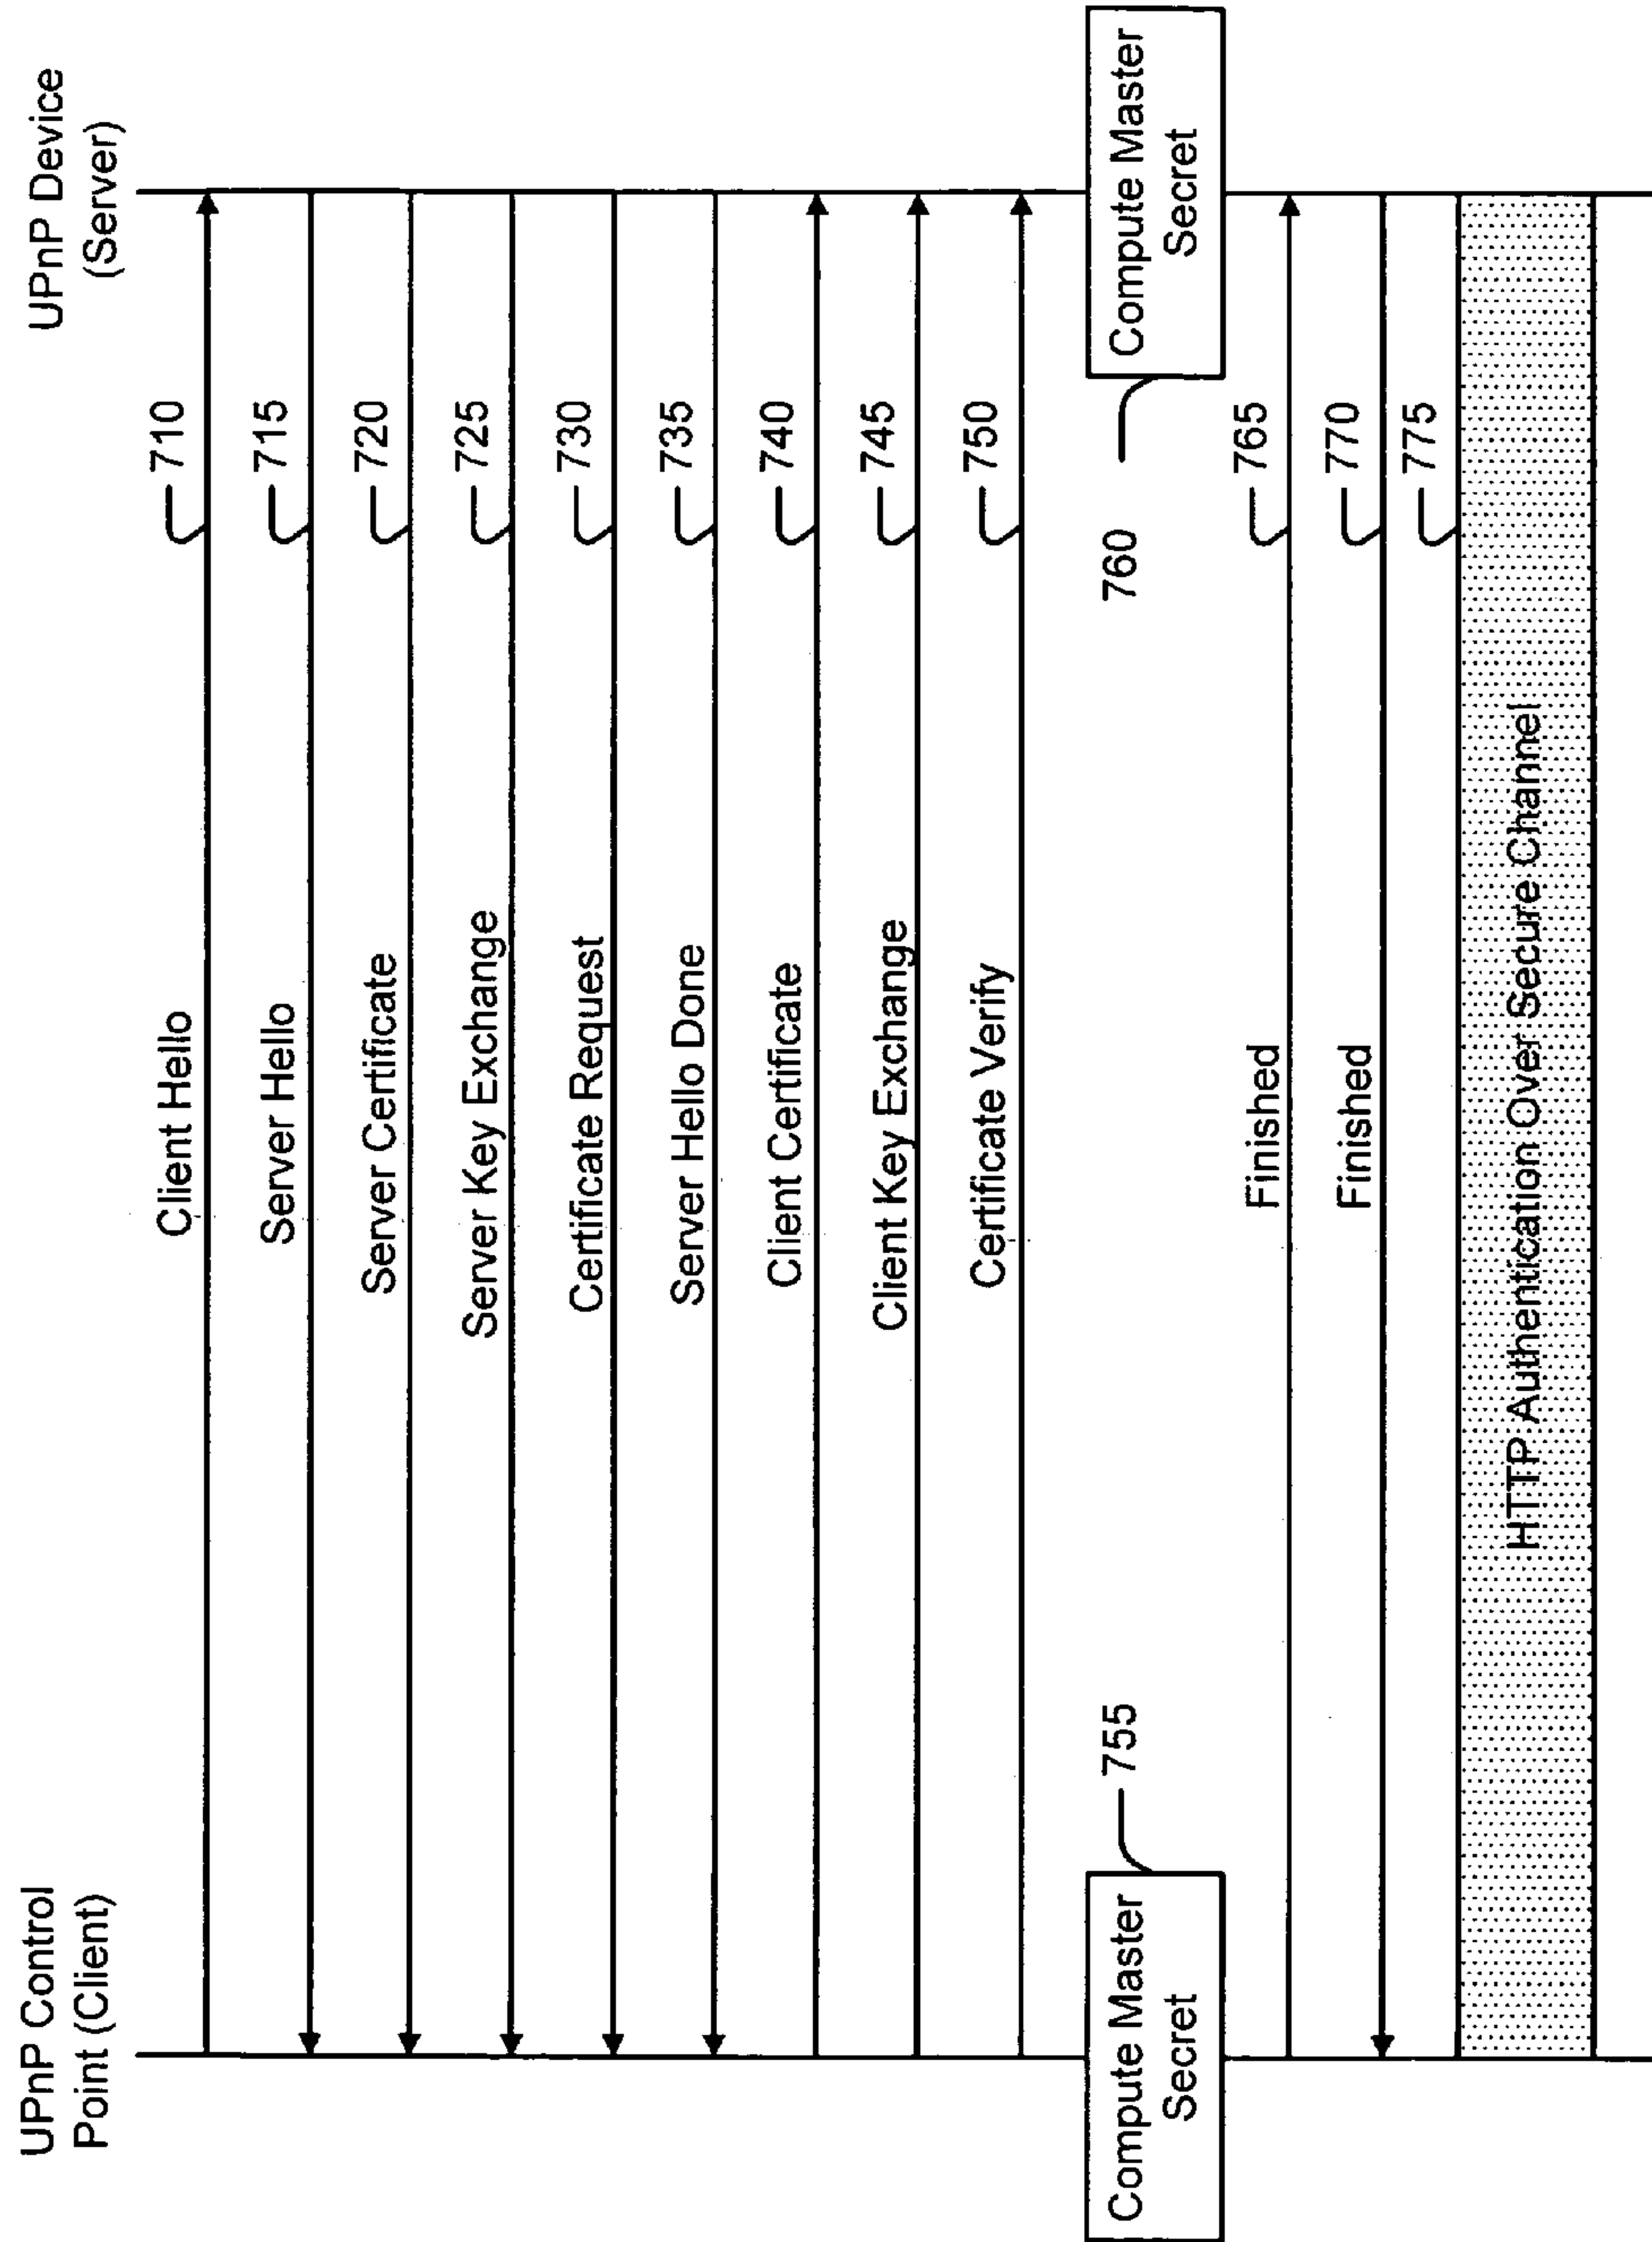 UPnP Control
Point (Client)
UPnP Device
(Server)
Client Hello
710
Server Hello
715
Server Certificate
720
Server Key Exchange
725
Certificate Request
730
Server Hello Done
735
Client Certificate
740
Client Key Exchange
745
Certificate Verify
750
Compute Master
Secret
755
760
Compute Master
Secret
Finished
765
Finished
770
775
HTTP Authentication Over Secure Channel